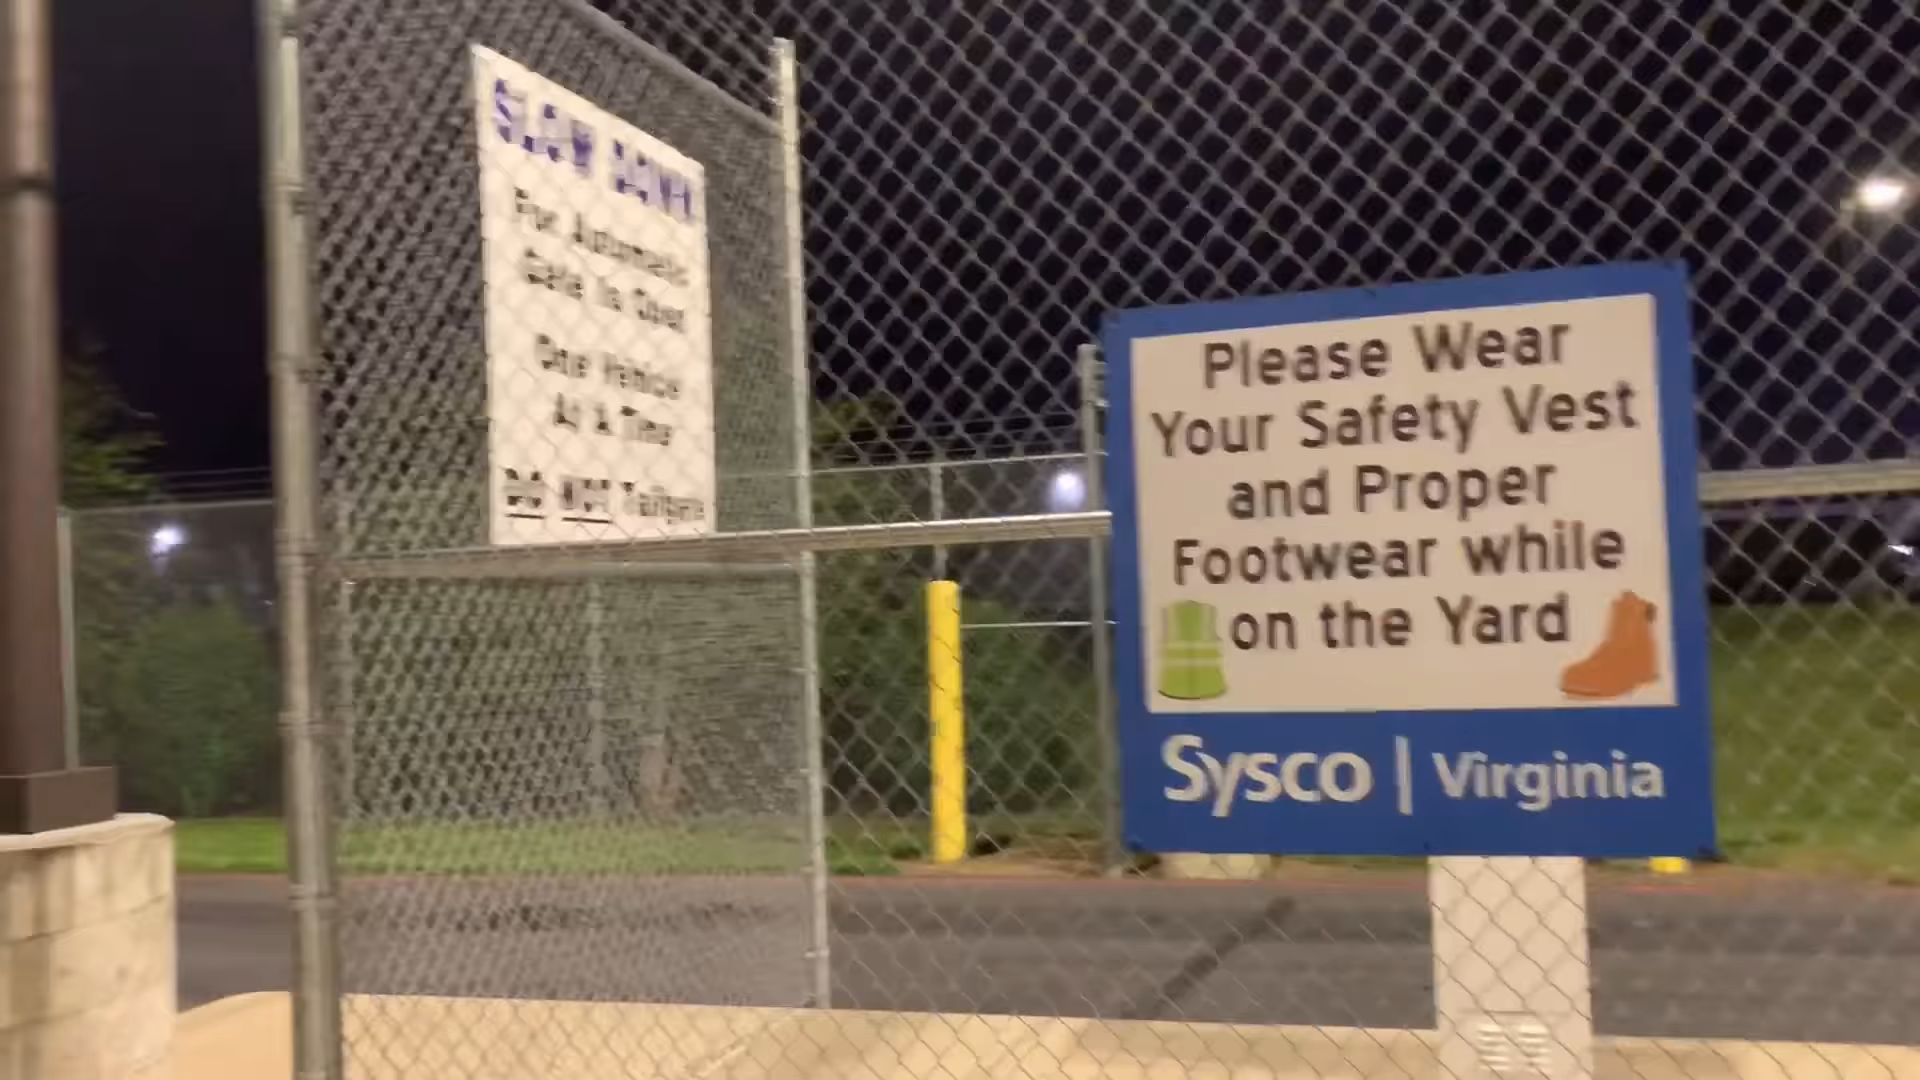 SLOW DOWN
For Automatic
Gate To Open
One Vehicle
At A Time
DO NOT Tailgate
Please Wear
Your Safety Vest
and Proper
Footwear while
on the Yard
Sysco | Virginia